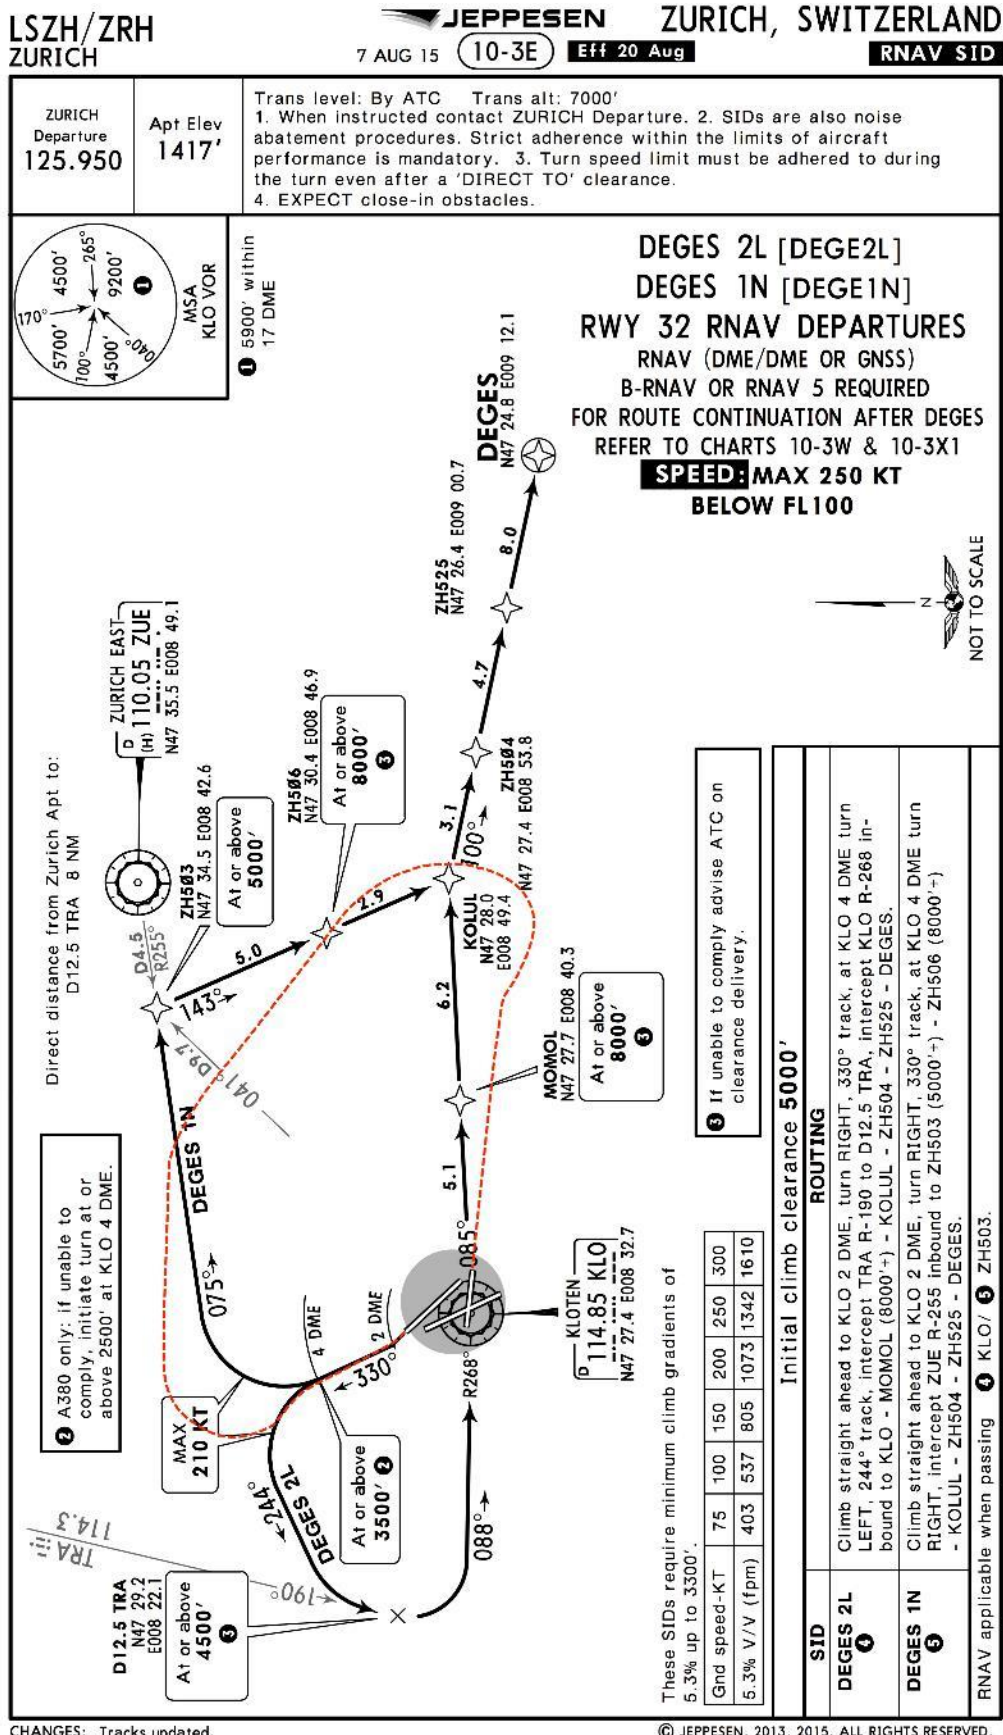 LSZH/ZRH
ZURICH
JEPPESEN
7 AUG 15
10-3E
Eff 20 Aug
ZURICH, SWITZERLAND
RNAV SID
ZURICH
Departure
125.950
Apt Elev
1417'
Trans level: By ATC Trans alt: 7000'
1. When instructed contact ZURICH Departure. 2. SIDs are also noise
abatement procedures. Strict adherence within the limits of aircraft
performance is mandatory. 3. Turn speed limit must be adhered to during
the turn even after a 'DIRECT TO' clearance.
4. EXPECT close-in obstacles.
170°
4500'
265°
9200'
1
5700'
100°
4500'
040°
MSA
KLO VOR
1 5900' within
17 DME
DEGES 2L [DEGE2L]
DEGES 1N [DEGE1N]
RWY 32 RNAV DEPARTURES
RNAV (DME/DME OR GNSS)
B-RNAV OR RNAV 5 REQUIRED
FOR ROUTE CONTINUATION AFTER DEGES
REFER TO CHARTS 10-3W & 10-3X1
SPEED: MAX 250 KT
BELOW FL100
DEGES
N47 24.8 E009 12.1
8.0
ZH525
N47 26.4 E009 00.7
4.7
N
NOT TO SCALE
ZURICH EAST
D
(H) 110.05 ZUE
N47 35.5 E008 49.1
Direct distance from Zurich Apt to:
D12.5 TRA 8 NM
D4.5
R255°
ZH503
N47 34.5 E008 42.6
At or above
5000'
ZH506
N47 30.4 E008 46.9
At or above
8000'
3
143°
5.0
2.9
3.1
100°
ZH504
N47 27.4 E008 53.8
KOLUL
N47 28.0
E008 49.4
6.2
MOMOL
N47 27.7 E008 40.3
At or above
8000'
3
041° D9.7
DEGES 1N
075°
5.1
085°
2 A380 only: if unable to
comply, initiate turn at or
above 2500' at KLO 4 DME.
4 DME
2 DME
330°
R268°
KLOTEN
D
114.85 KLO
N47 27.4 E008 32.7
MAX
210 KT
At or above
3500' 2
244°
DEGES 2L
088°
TRA
114.3
190°
D12.5 TRA
N47 29.2
E008 22.1
At or above
4500'
3
3 If unable to comply advise ATC on
clearance delivery.
These SIDs require minimum climb gradients of
5.3% up to 3300'.
Gnd speed-KT 75 100 150 200 250 300
5.3% V/V (fpm) 403 537 805 1073 1342 1610
Initial climb clearance 5000'
SID ROUTING
DEGES 2L
4
Climb straight ahead to KLO 2 DME, turn RIGHT, 330° track, at KLO 4 DME turn
LEFT, 244° track, intercept TRA R-190 to D12.5 TRA, intercept KLO R-268 in-
bound to KLO - MOMOL (8000'+) - KOLUL - ZH504 - ZH525 - DEGES.
DEGES 1N
5
Climb straight ahead to KLO 2 DME, turn RIGHT, 330° track, at KLO 4 DME turn
RIGHT, intercept ZUE R-255 inbound to ZH503 (5000'+) - ZH506 (8000'+)
- KOLUL - ZH504 - ZH525 - DEGES.
RNAV applicable when passing 4 KLO/ 5 ZH503.
CHANGES: Tracks updated.
© JEPPESEN, 2013, 2015. ALL RIGHTS RESERVED.